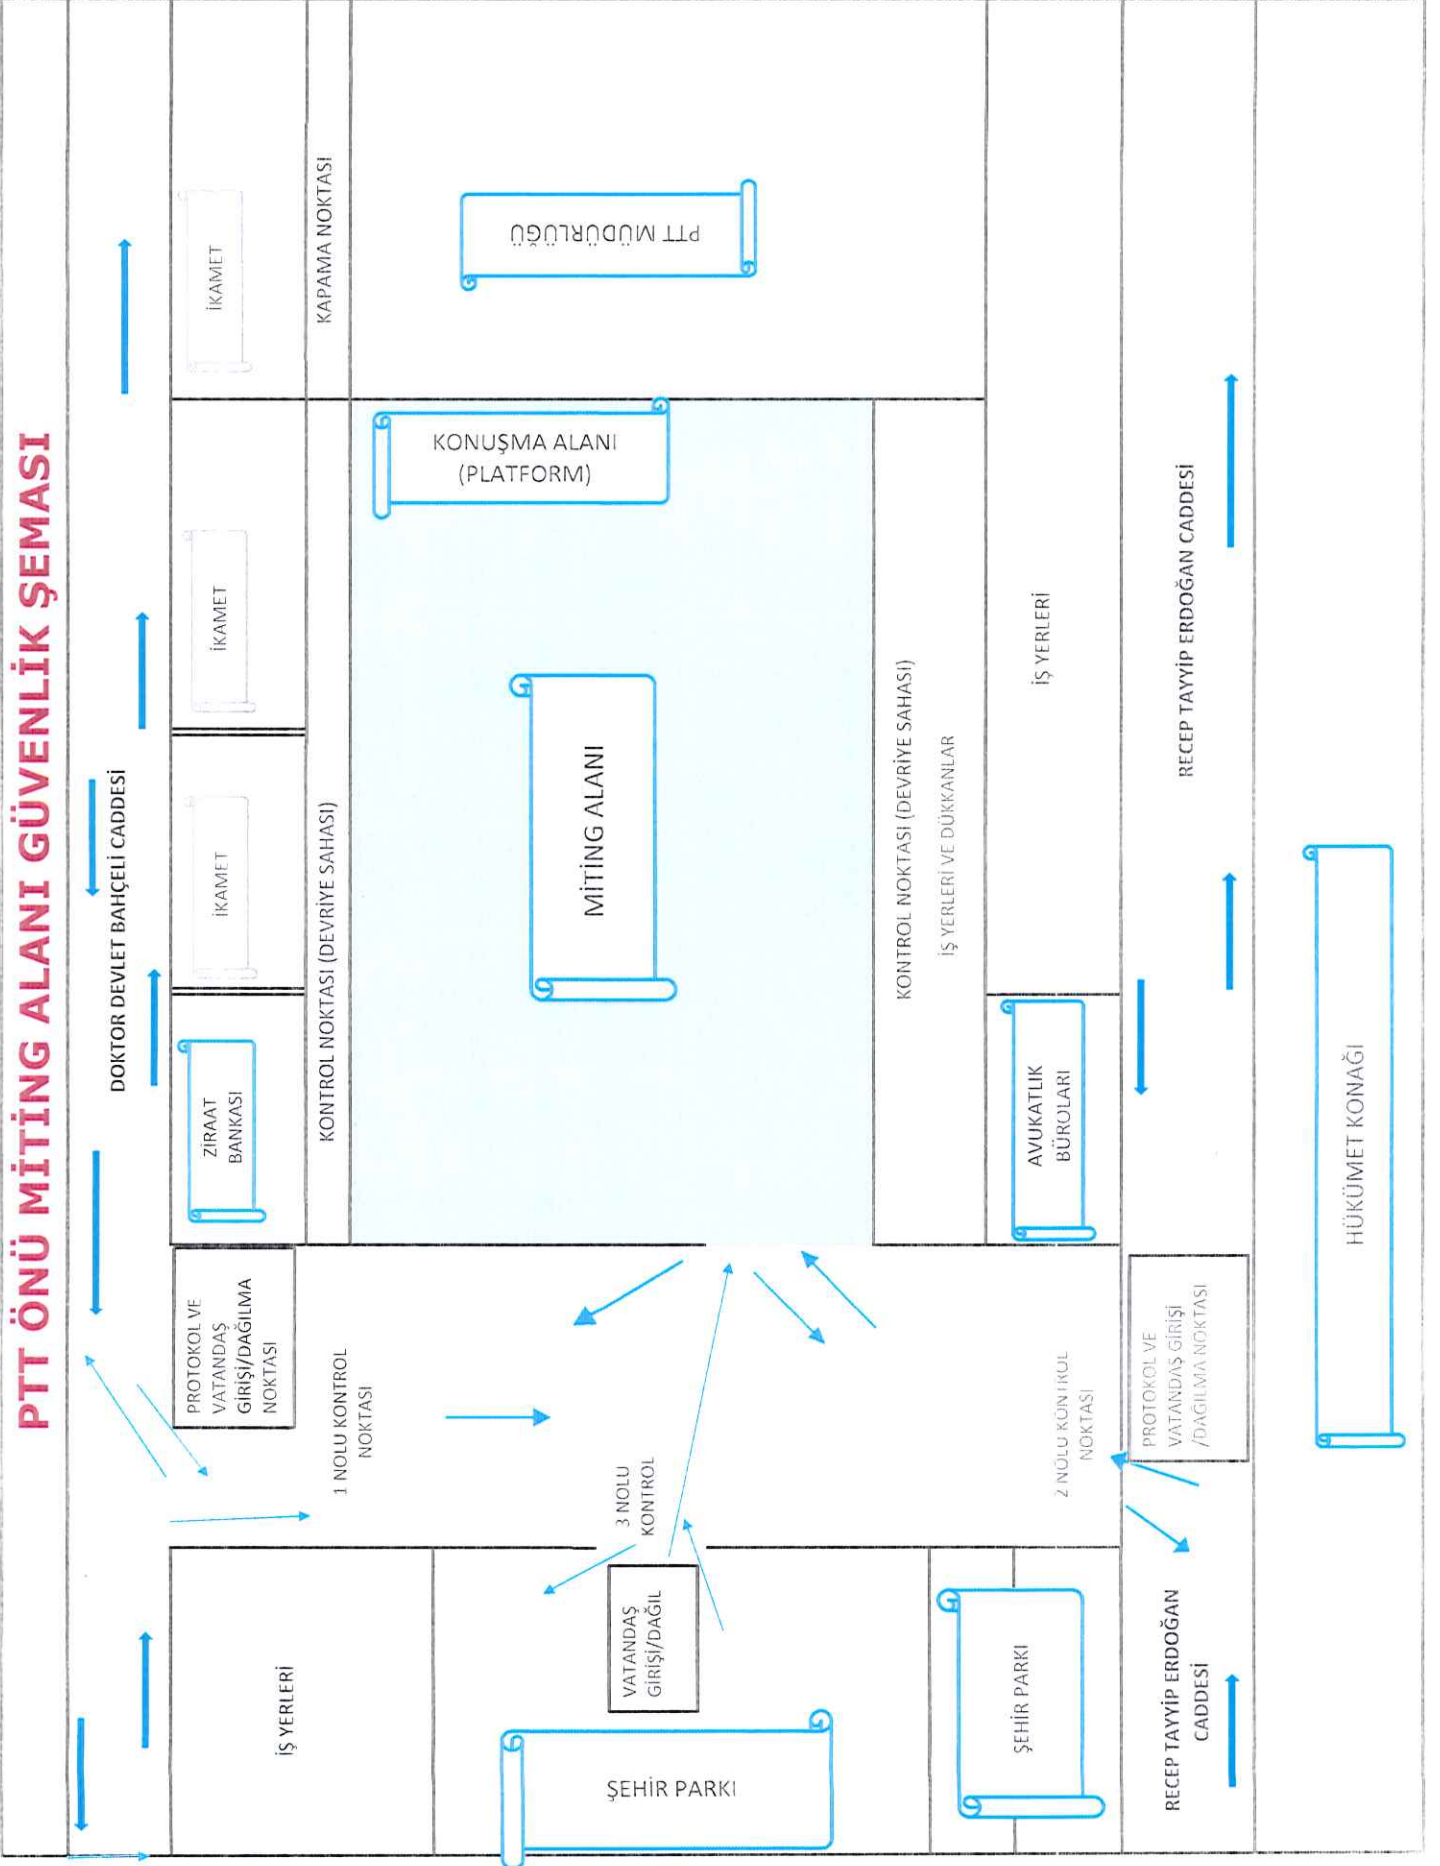 PTT ÖNÜ MİTİNG ALANI GÜVENLİK ŞEMASI
DOKTOR DEVLET BAHÇELİ CADDESİ
İŞ YERLERİ
PROTOKOL VE
VATANDAŞ
GİRİŞİ/DAĞILMA
NOKTASI
ZİRAAT
BANKASI
İKAMET
İKAMET
İKAMET
1 NOLU KONTROL
NOKTASI
KONTROL NOKTASI (DEVRİYE SAHASI)
KAPAMA NOKTASI
KONUŞMA ALANI
(PLATFORM)
PTT MÜDÜRLÜĞÜ
MİTİNG ALANI
ŞEHİR PARKI
VATANDAŞ
GİRİŞİ/DAĞIL
3 NOLU
KONTROL
KONTROL NOKTASI (DEVRİYE SAHASI)
İŞ YERLERİ VE DÜKKANLAR
ŞEHİR PARKI
2 NOLU KONTROL
NOKTASI
AVUKATLIK
BÜROLARI
İŞ YERLERİ
RECEP TAYYİP ERDOĞAN
CADDESİ
PROTOKOL VE
VATANDAŞ GİRİŞİ
/DAĞILMA NOKTASI
RECEP TAYYİP ERDOĞAN CADDESİ
HÜKÜMET KONAĞI